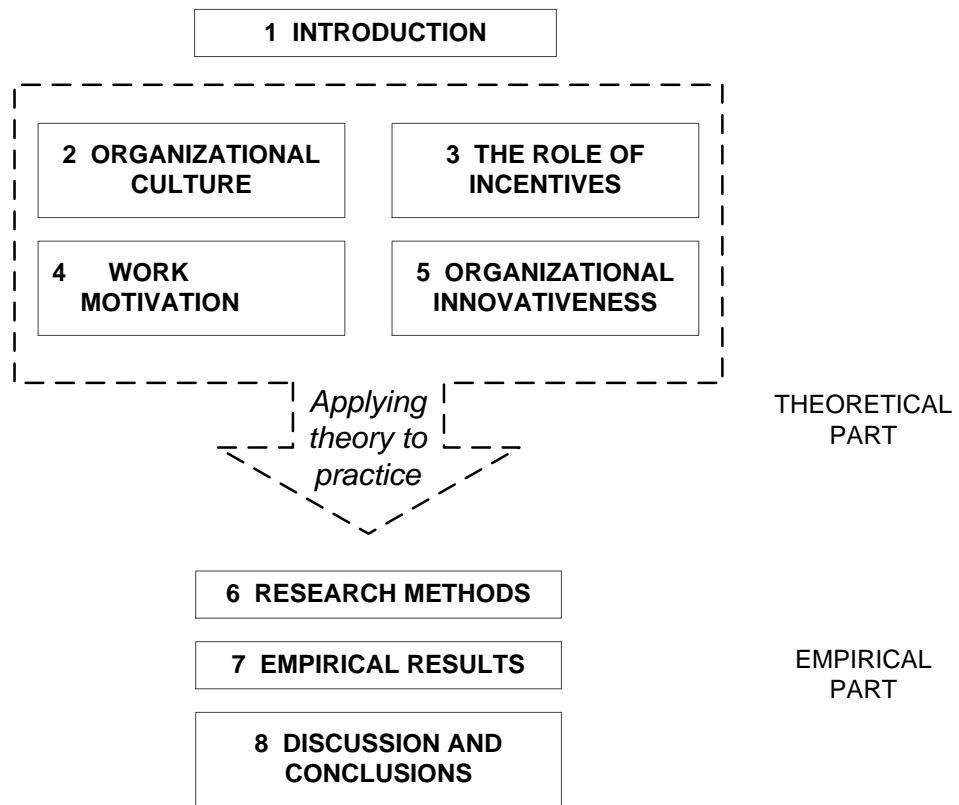 1 INTRODUCTION
2 ORGANIZATIONAL
CULTURE
3 THE ROLE OF
INCENTIVES
4 WORK
MOTIVATION
5 ORGANIZATIONAL
INNOVATIVENESS
Applying
theory to
practice
THEORETICAL
PART
6 RESEARCH METHODS
7 EMPIRICAL RESULTS
EMPIRICAL
PART
8 DISCUSSION AND
CONCLUSIONS